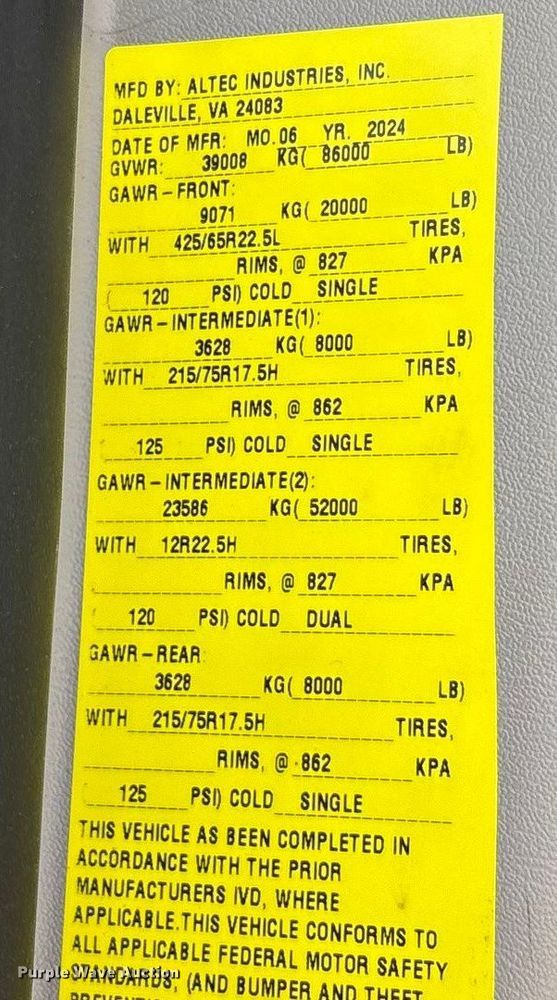 MFD BY: ALTEC INDUSTRIES, INC.
DALEVILLE, VA 24083
DATE OF MFR: MO. 06 YR. 2024
GVWR: 39008 KG( 86000 LB)
GAWR-FRONT:
9071 KG( 20000 LB)
WITH 425/65R22.5L TIRES,
RIMS, @ 827 KPA
( 120 PSI) COLD SINGLE
GAWR-INTERMEDIATE(1):
3628 KG( 8000 LB)
WITH 215/75R17.5H TIRES,
RIMS, @ 862 KPA
125 PSI) COLD SINGLE
GAWR-INTERMEDIATE(2):
23586 KG( 52000 LB)
WITH 12R22.5H TIRES,
RIMS, @ 827 KPA
( 120 PSI) COLD DUAL
GAWR-REAR:
3628 KG( 8000 LB)
WITH 215/75R17.5H TIRES,
RIMS, @ 862 KPA
125 PSI) COLD SINGLE
THIS VEHICLE AS BEEN COMPLETED IN
ACCORDANCE WITH THE PRIOR
MANUFACTURERS IVD, WHERE
APPLICABLE.THIS VEHICLE CONFORMS TO
ALL APPLICABLE FEDERAL MOTOR SAFETY
STANDARDS, (AND BUMPER AND THEFT
Purple Wave Auction